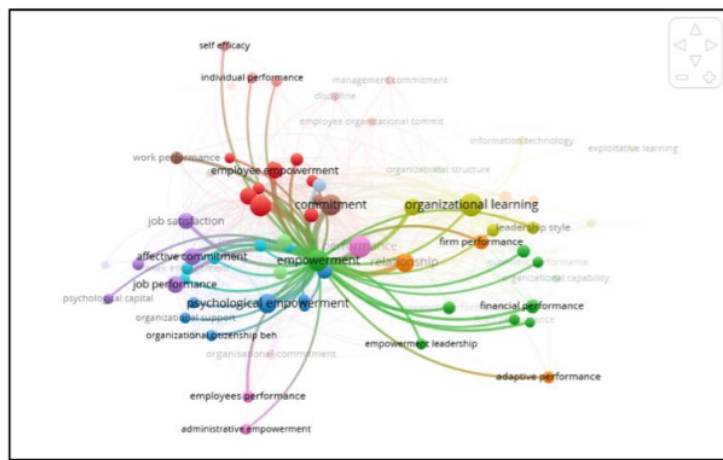 self efficacy
individual performance
management commitment
discipline
employee organizational commit
information technology
exploitative learning
work performance
employee empowerment
organizational structure
commitment
organizational learning
job satisfaction
leadership style
firm performance
affective commitment
empowerment
relationship
job performance
organizational capability
psychological capital
psychological empowerment
financial performance
organizational support
organizational citizenship beh
empowerment leadership
organisational commitment
adaptive performance
employees performance
administrative empowerment